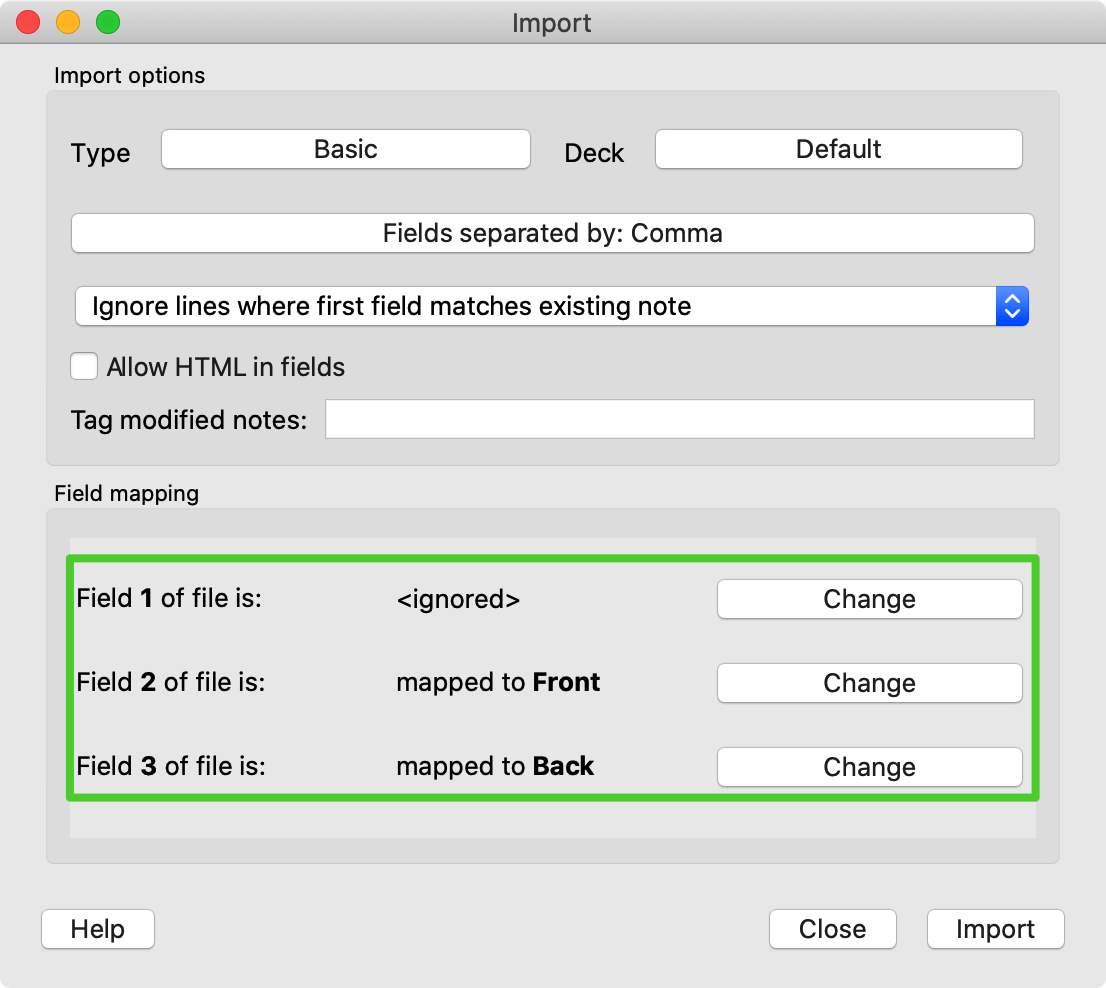 Import
Import options
Type Basic Deck Default
Fields separated by: Comma
Ignore lines where first field matches existing note
Allow HTML in fields
Tag modified notes:
Field mapping
Field 1 of file is: <ignored> Change
Field 2 of file is: mapped to Front Change
Field 3 of file is: mapped to Back Change
Help Close Import